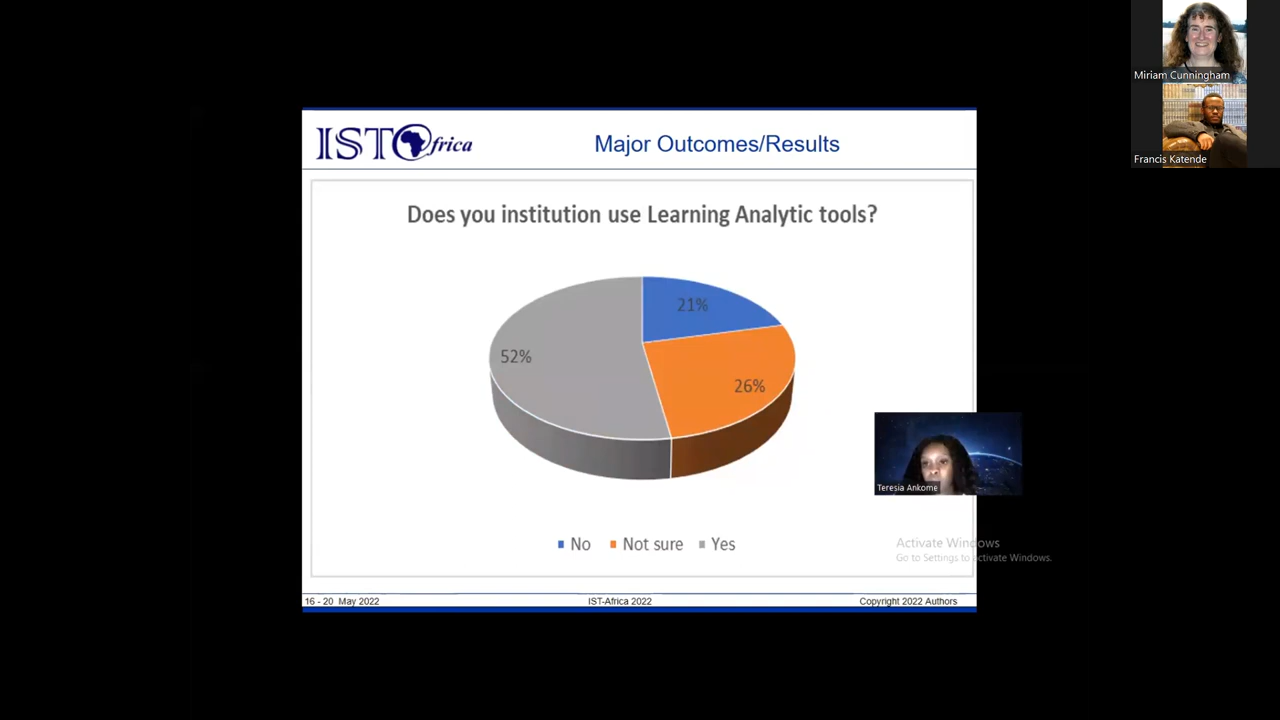 Miriam Cunningham
Francis Katende
IST Africa
Major Outcomes/Results
Does you institution use Learning Analytic tools?
21%
52%
26%
Teresia Ankome
No Not sure Yes
Activate Windows
Go to Settings to activate Windows.
16 - 20 May 2022 IST-Africa 2022 Copyright 2022 Authors